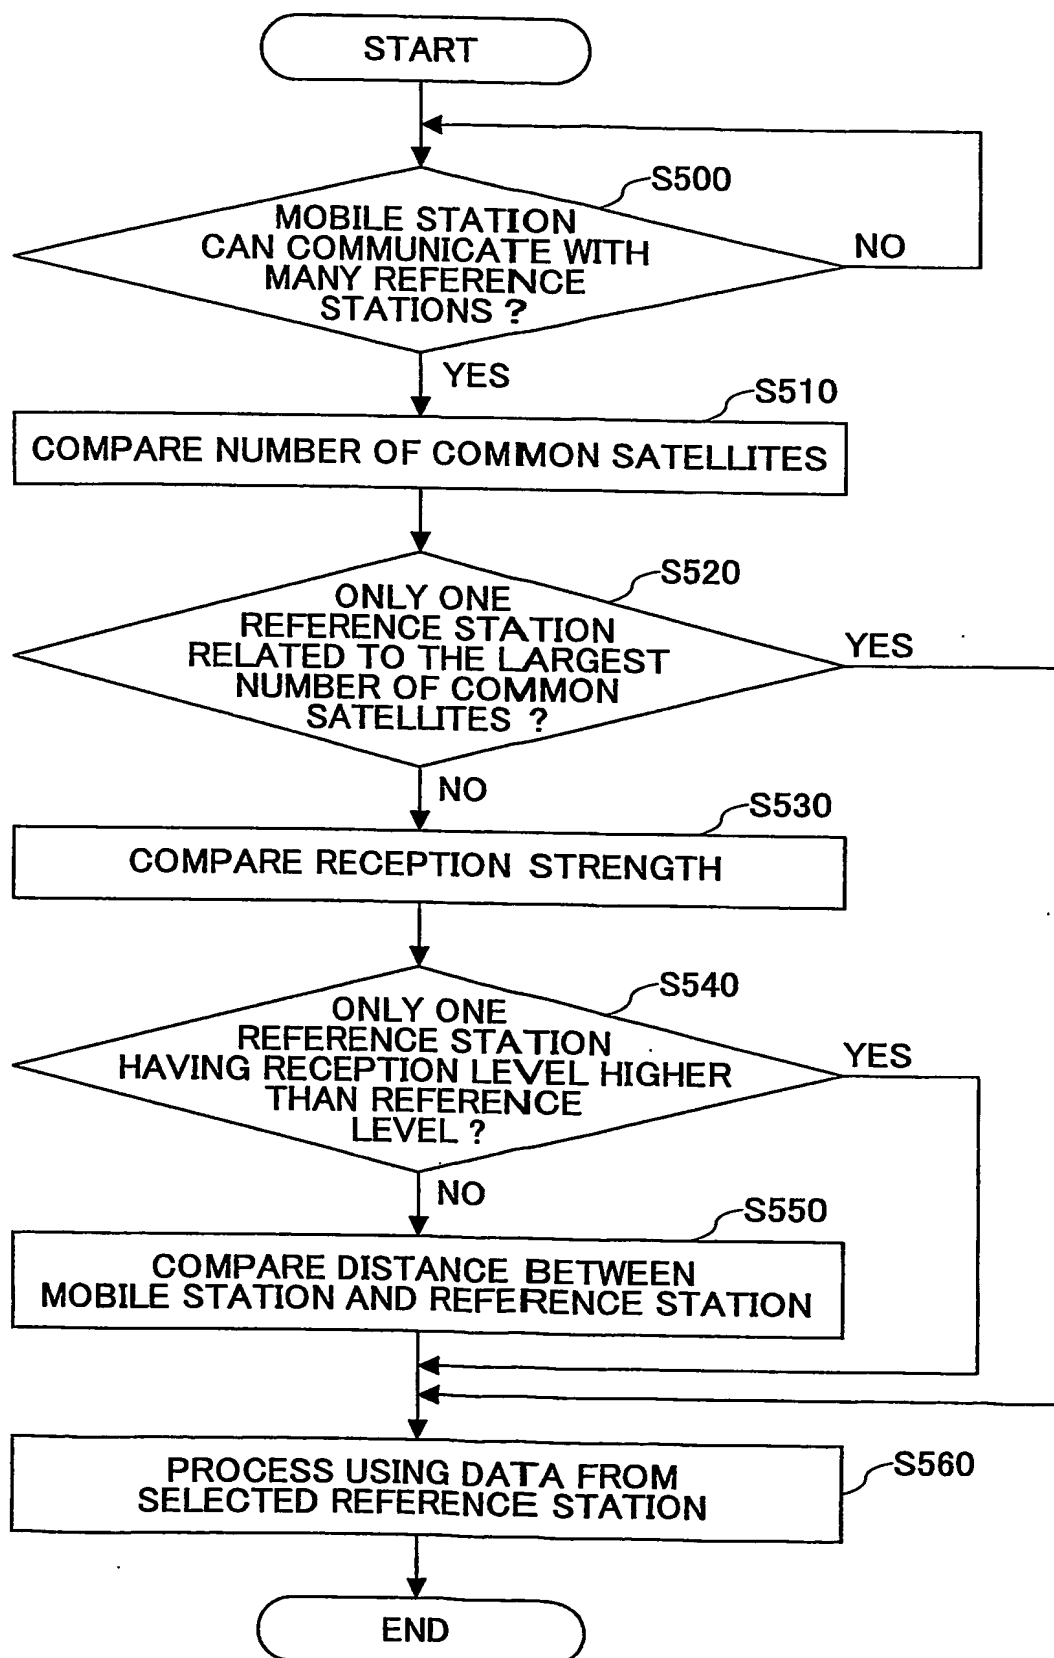 START
S500
MOBILE STATION
CAN COMMUNICATE WITH
MANY REFERENCE
STATIONS ?
NO
YES
S510
COMPARE NUMBER OF COMMON SATELLITES
S520
ONLY ONE
REFERENCE STATION
RELATED TO THE LARGEST
NUMBER OF COMMON
SATELLITES ?
YES
NO
S530
COMPARE RECEPTION STRENGTH
S540
ONLY ONE
REFERENCE STATION
HAVING RECEPTION LEVEL HIGHER
THAN REFERENCE
LEVEL ?
YES
NO
S550
COMPARE DISTANCE BETWEEN
MOBILE STATION AND REFERENCE STATION
S560
PROCESS USING DATA FROM
SELECTED REFERENCE STATION
END